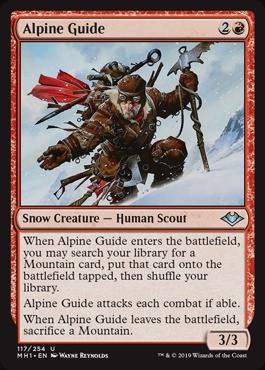 Alpine Guide 2
Snow Creature — Human Scout
When Alpine Guide enters the battlefield,
you may search your library for a
Mountain card, put that card onto the
battlefield tapped, then shuffle your
library.
Alpine Guide attacks each combat if able.
When Alpine Guide leaves the battlefield,
sacrifice a Mountain.
3/3
117/254 U
MH1 • EN Wayne Reynolds
™ & © 2019 Wizards of the Coast